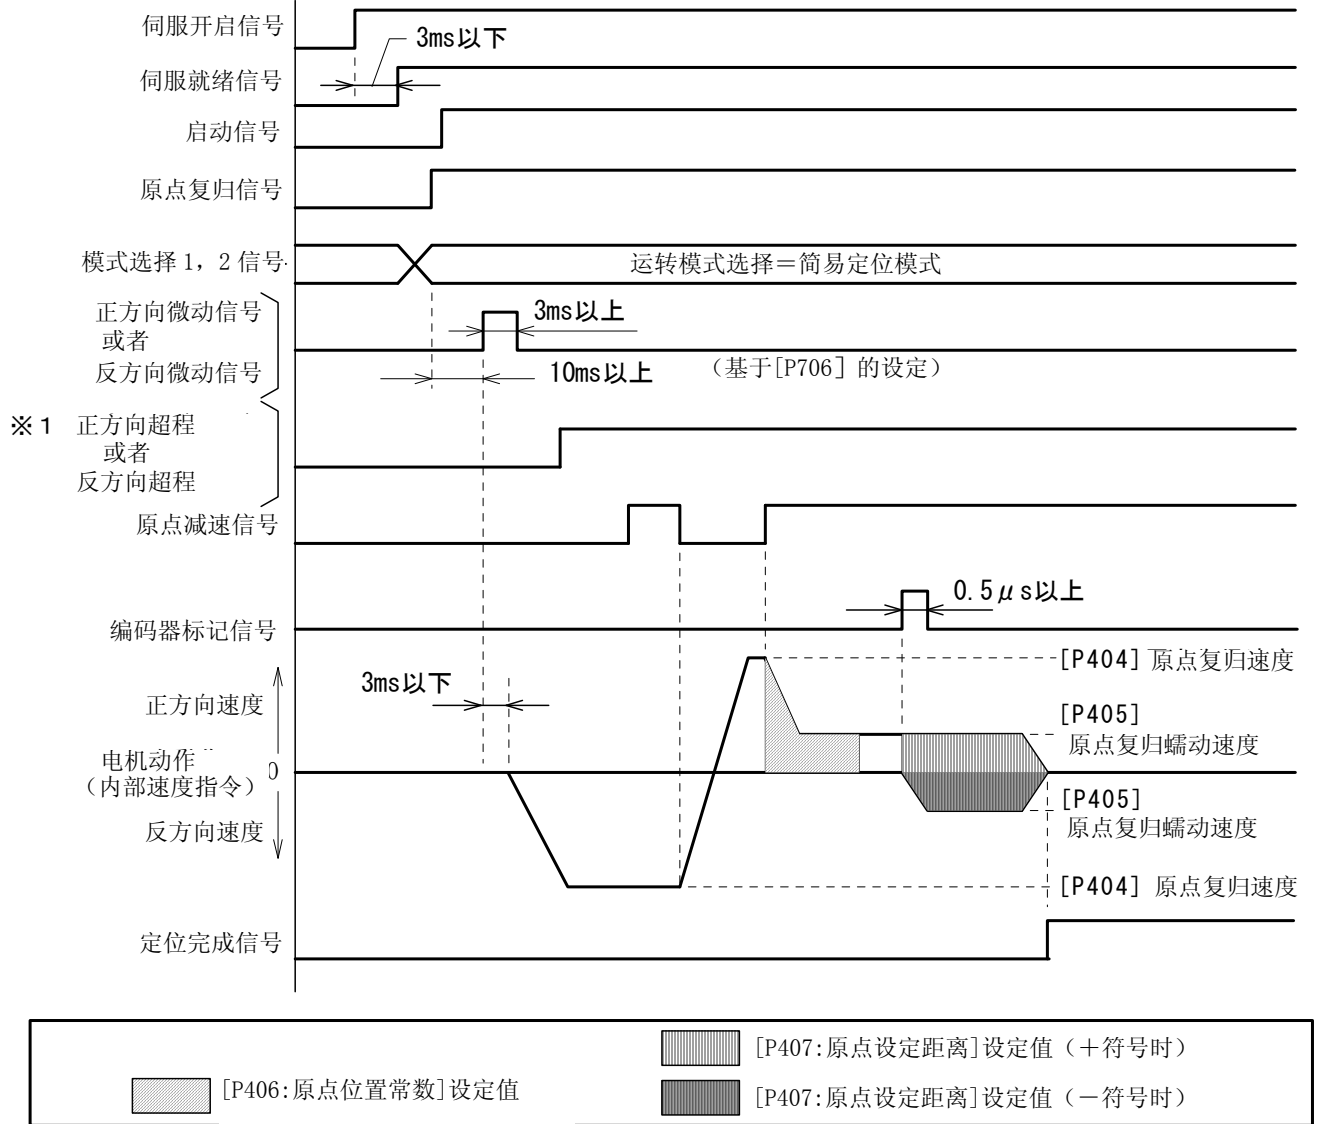 伺服开启信号
3ms以下
伺服就绪信号
启动信号
原点复归信号
模式选择 1，2 信号
运转模式选择＝简易定位模式
正方向微动信号
或者
反方向微动信号
3ms以上
10ms以上
（基于[P706] 的设定）
※1 正方向超程
或者
反方向超程
原点减速信号
编码器标记信号
0.5μs以上
[P404] 原点复归速度
3ms以下
正方向速度
[P405]
原点复归蠕动速度
电机动作
0
（内部速度指令）
[P405]
原点复归蠕动速度
反方向速度
[P404] 原点复归速度
定位完成信号
[P407:原点设定距离]设定值（＋符号时）
[P406:原点位置常数]设定值
[P407:原点设定距离]设定值（－符号时）